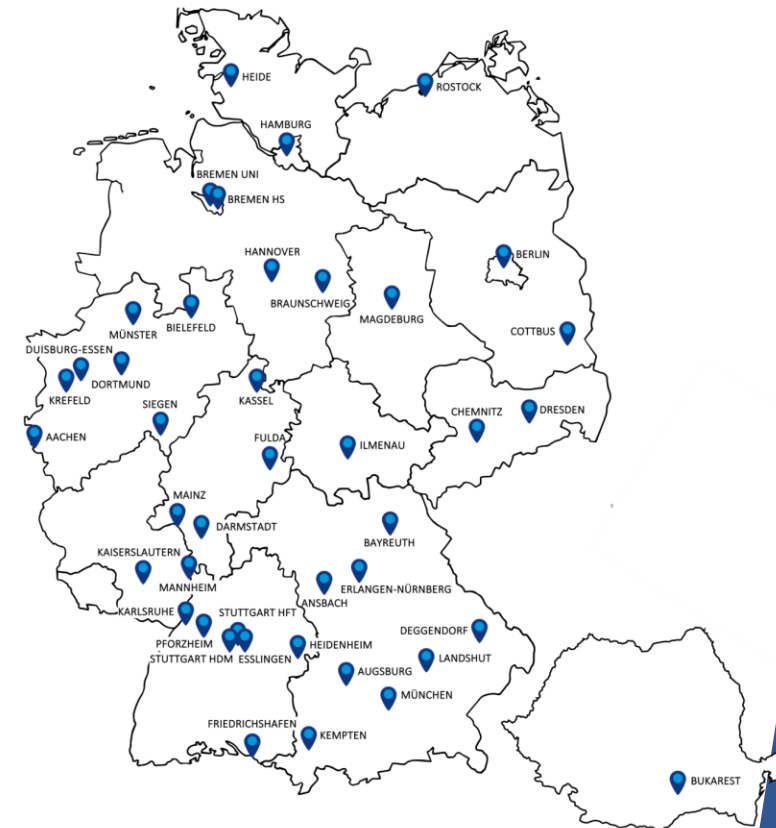 HEIDE
ROSTOCK
HAMBURG
BREMEN UNI
BREMEN HS
HANNOVER
BERLIN
BRAUNSCHWEIG
MAGDEBURG
MÜNSTER
BIELEFELD
COTTBUS
DUISBURG-ESSEN
DORTMUND
KREFELD
KASSEL
SIEGEN
CHEMNITZ
DRESDEN
AACHEN
FULDA
ILMENAU
MAINZ
DARMSTADT
BAYREUTH
KAISERSLAUTERN
MANNHEIM
ERLANGEN-NÜRNBERG
ANSBACH
KARLSRUHE
STUTTGART HFT
DEGGENDORF
PFORZHEIM
HEIDENHEIM
STUTTGART HDM
ESSLINGEN
LANDSHUT
AUGSBURG
MÜNCHEN
FRIEDRICHSHAFEN
KEMPTEN
BUKAREST